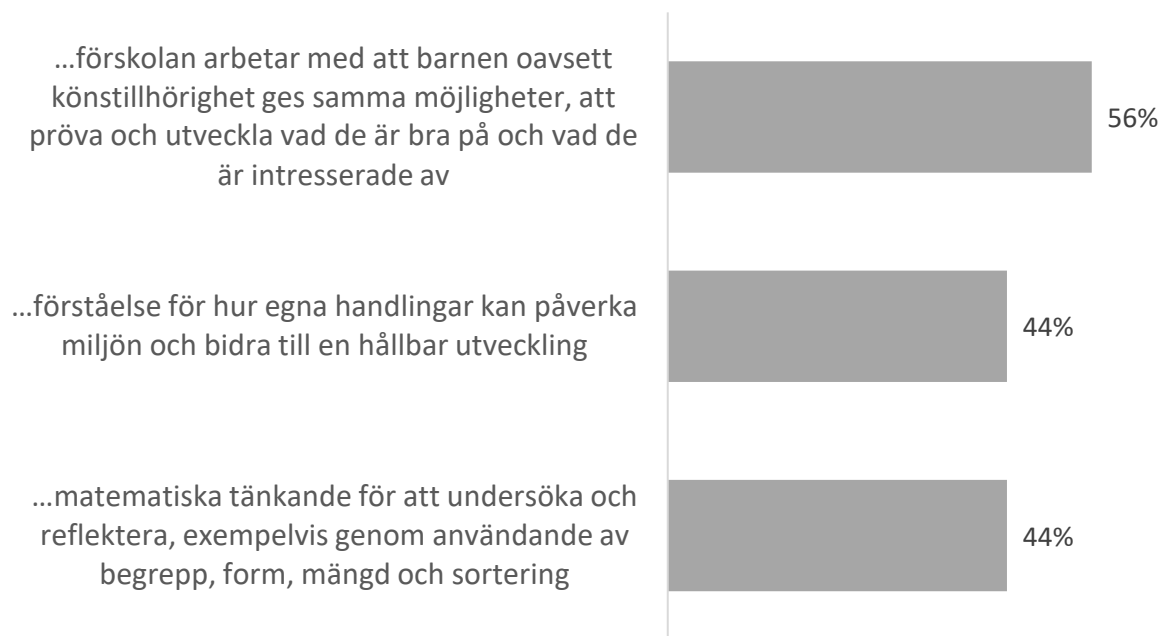 …förskolan arbetar med att barnen oavsett
könstillhörighet ges samma möjligheter, att
pröva och utveckla vad de är bra på och vad de
är intresserade av
56%
…förståelse för hur egna handlingar kan påverka
miljön och bidra till en hållbar utveckling
44%
…matematiska tänkande för att undersöka och
reflektera, exempelvis genom användande av
begrepp, form, mängd och sortering
44%